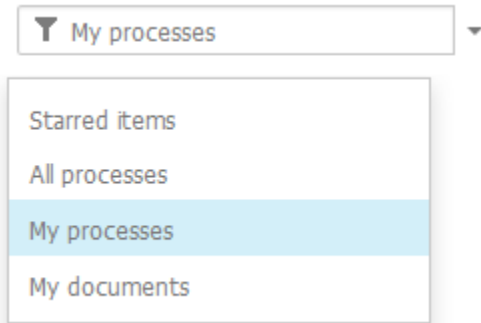 My processes
Starred items
All processes
My processes
My documents